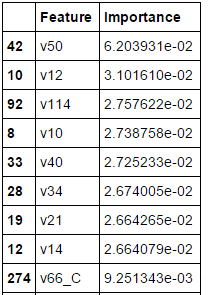 Feature Importance
42 v50 6.203931e-02
10 v12 3.101610e-02
92 v114 2.757622e-02
8 v10 2.738758e-02
33 v40 2.725233e-02
28 v34 2.674005e-02
19 v21 2.664265e-02
12 v14 2.664079e-02
274 v66_C 9.251343e-03